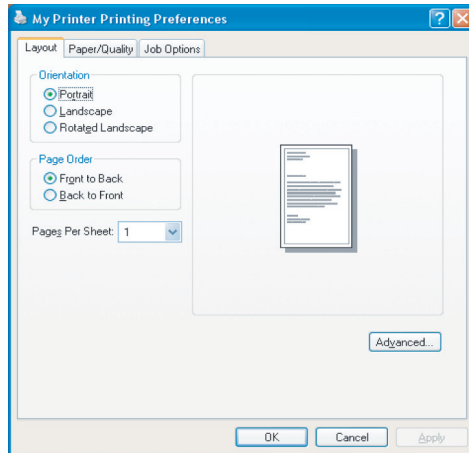 My Printer Printing Preferences
Layout Paper/Quality Job Options
Orientation
Portrait
Landscape
Rotated Landscape
Page Order
Front to Back
Back to Front
Pages Per Sheet: 1
Advanced...
OK Cancel Apply